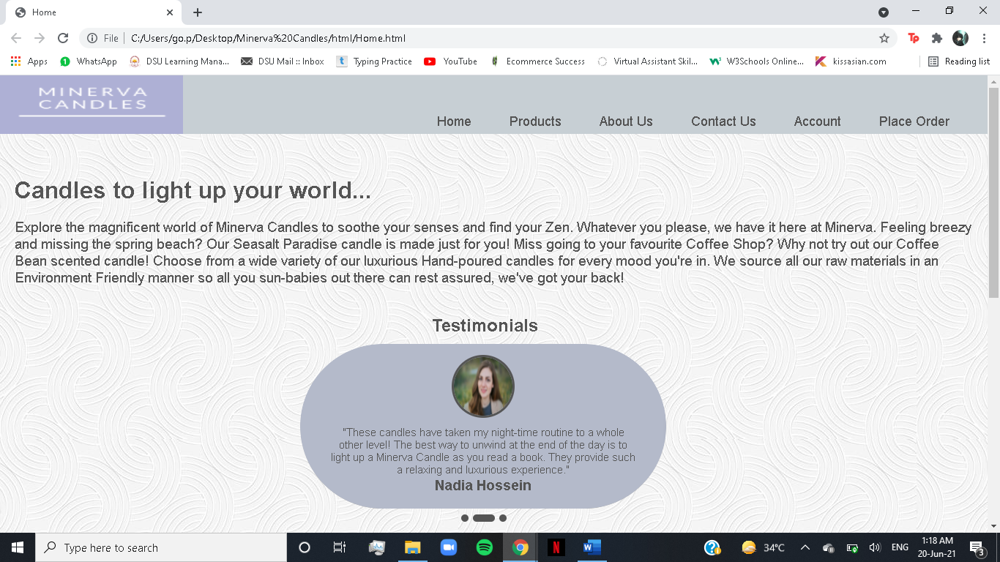 Home
File
C:/Users/go.p/Desktop/Minerva%20Candles/html/Home.html
Tp
Apps
WhatsApp
DSU Learning Mana...
DSU Mail :: Inbox
Typing Practice
YouTube
Ecommerce Success
Virtual Assistant Skil...
W3Schools Online...
kissasian.com
Reading list
MINERVA
CANDLES
Home
Products
About Us
Contact Us
Account
Place Order
Candles to light up your world...
Explore the magnificent world of Minerva Candles to soothe your senses and find your Zen. Whatever you please, we have it here at Minerva. Feeling breezy
and missing the spring beach? Our Seasalt Paradise candle is made just for you! Miss going to your favourite Coffee Shop? Why not try out our Coffee
Bean scented candle! Choose from a wide variety of our luxurious Hand-poured candles for every mood you're in. We source all our raw materials in an
Environment Friendly manner so all you sun-babies out there can rest assured, we've got your back!
Testimonials
"These candles have taken my night-time routine to a whole
other level! The best way to unwind at the end of the day is to
light up a Minerva Candle as you read a book. They provide such
a relaxing and luxurious experience."
Nadia Hossein
Type here to search
34°C
ENG
1:18 AM
20-Jun-21
3